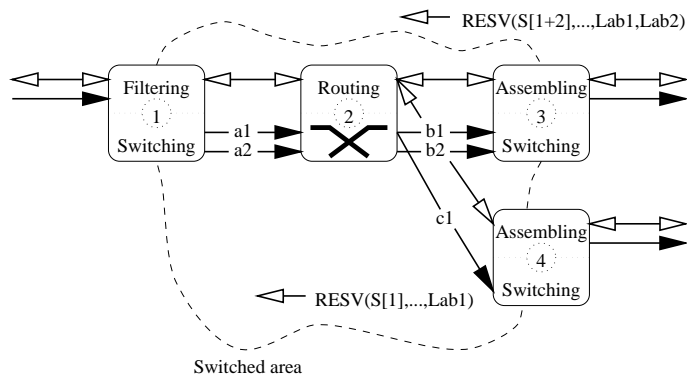 RESV(S[1+2],...,Lab1,Lab2)
Filtering
1
Switching
a1
a2
Routing
2
b1
b2
Assembling
3
Switching
c1
Assembling
4
Switching
RESV(S[1],...,Lab1)
Switched area